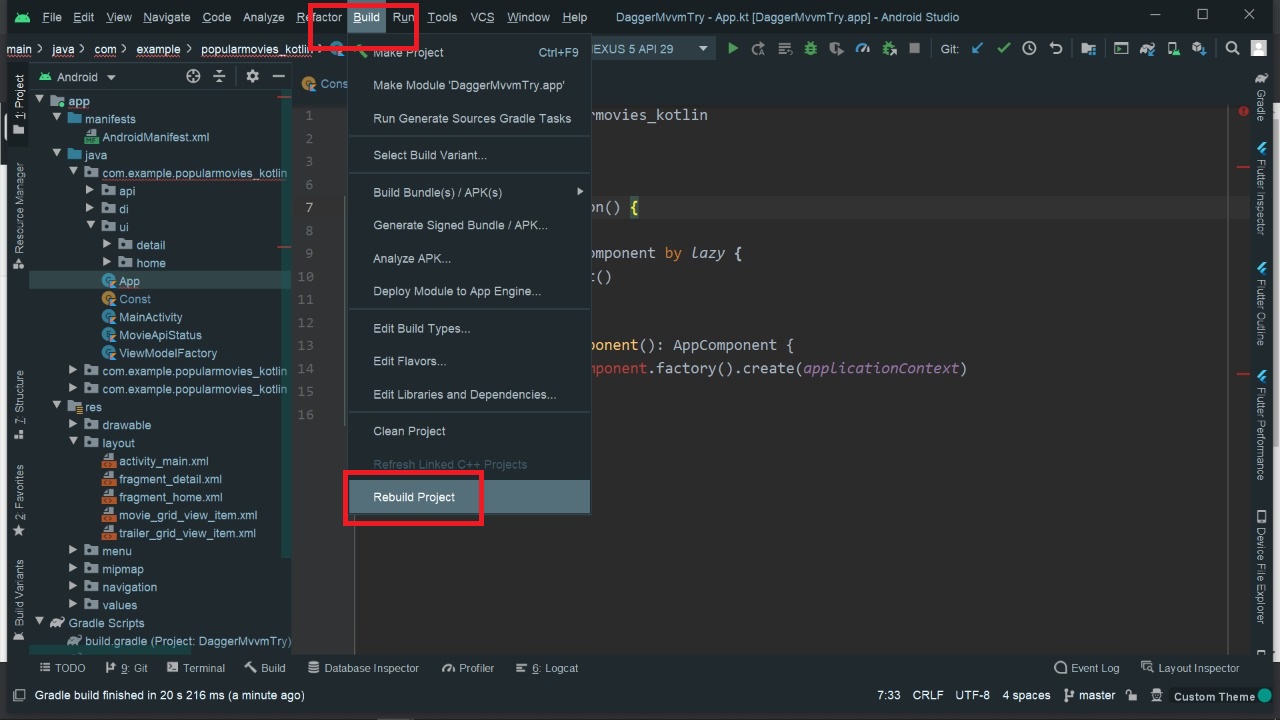 File Edit View Navigate Code Analyze Refactor Build Run Tools VCS Window Help DaggerMvvmTry - App.kt [DaggerMvvmTry.app] - Android Studio
main java com example popularmovies_kotlin EXUS 5 API 29 Git:
Android
Cons
1: Project
Resource Manager
7: Structure
2: Favorites
Build Variants
app
manifests
AndroidManifest.xml
java
com.example.popularmovies_kotlin
api
di
ui
detail
home
App
Const
MainActivity
MovieApiStatus
ViewModelFactory
com.example.popularmovies_kotlin
com.example.popularmovies_kotlin
res
drawable
layout
activity_main.xml
fragment_detail.xml
fragment_home.xml
movie_grid_view_item.xml
trailer_grid_view_item.xml
menu
mipmap
navigation
values
Gradle Scripts
build.gradle (Project: DaggerMvvmTry)
Make Project Ctrl+F9
Make Module 'DaggerMvvmTry.app'
Run Generate Sources Gradle Tasks
Select Build Variant...
Build Bundle(s) / APK(s)
Generate Signed Bundle / APK...
Analyze APK...
Deploy Module to App Engine...
Edit Build Types...
Edit Flavors...
Edit Libraries and Dependencies...
Clean Project
Refresh Linked C++ Projects
Rebuild Project
1 rmovies_kotlin
2
3
6
7 on() {
8
9 omponent by lazy {
10 t()
11
12
13 ponent(): AppComponent {
14 mponent.factory().create(applicationContext)
15
16
Gradle
Flutter Inspector
Flutter Outline
Flutter Performance
Device File Explorer
TODO 9: Git Terminal Build Database Inspector Profiler 6: Logcat Event Log Layout Inspector
Gradle build finished in 20 s 216 ms (a minute ago) 7:33 CRLF UTF-8 4 spaces master Custom Theme